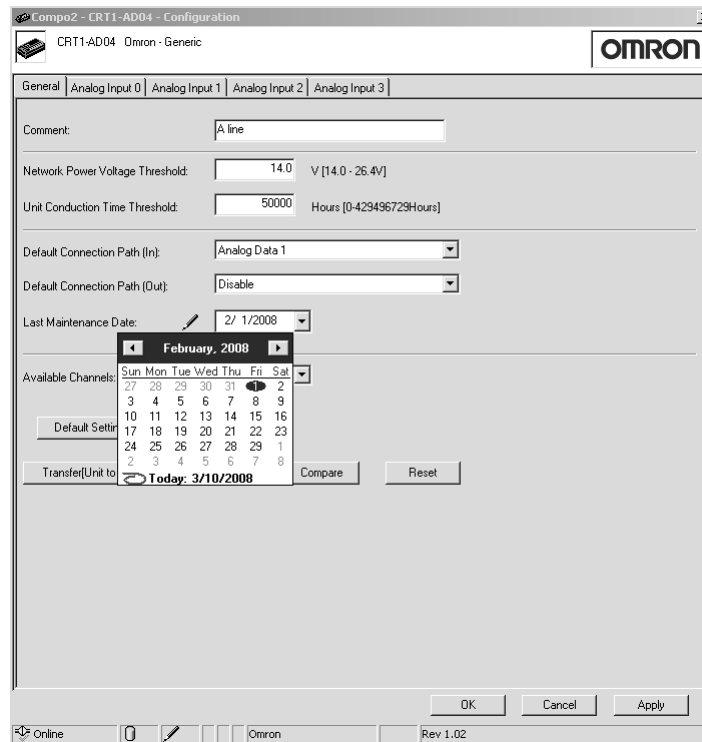 Compo2 - CRT1-AD04 - Configuration
CRT1-AD04 Omron - Generic
OMRON
General Analog Input 0 Analog Input 1 Analog Input 2 Analog Input 3
Comment: A line
Network Power Voltage Threshold: 14.0 V [14.0 - 26.4V]
Unit Conduction Time Threshold: 50000 Hours [0-429496729Hours]
Default Connection Path (In): Analog Data 1
Default Connection Path (Out): Disable
Last Maintenance Date: 2/ 1/2008
February, 2008
Available Channels:
Sun Mon Tue Wed Thu Fri Sat
27 28 29 30 31 1 2
3 4 5 6 7 8 9
10 11 12 13 14 15 16
Default Settin
17 18 19 20 21 22 23
24 25 26 27 28 29 1
2 3 4 5 6 7 8
Transfer[Unit to Compare Reset
Today: 3/10/2008
OK Cancel Apply
Online Omron Rev 1.02